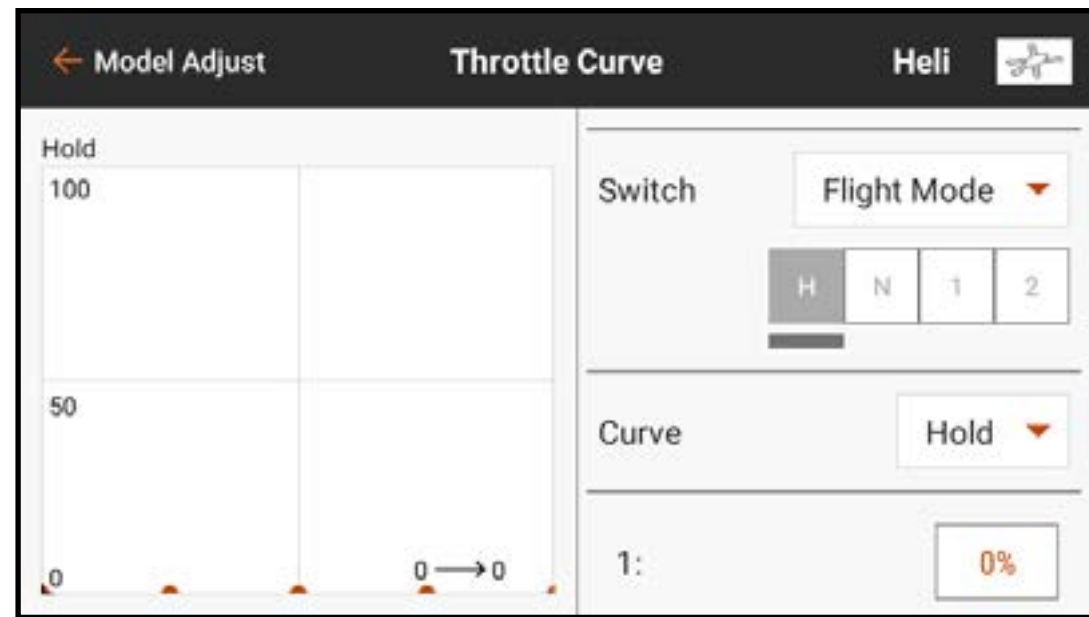 ← Model Adjust
Throttle Curve
Heli
Hold
100
50
0
0 → 0
Switch
Flight Mode
H N 1 2
Curve
Hold
1:
0%